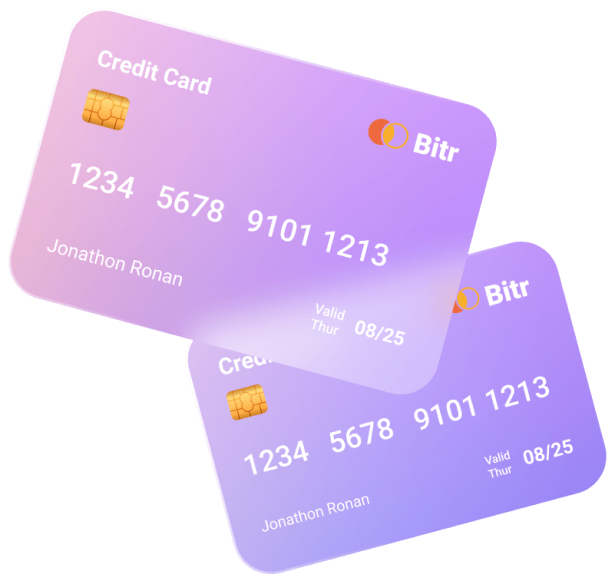 Credit Card
Bitr
1234 5678 9101 1213
Jonathon Ronan
Valid
Thur 08/25
Bitr
1234 5678 9101 1213
Valid
Thur 08/25
Jonathon Ronan